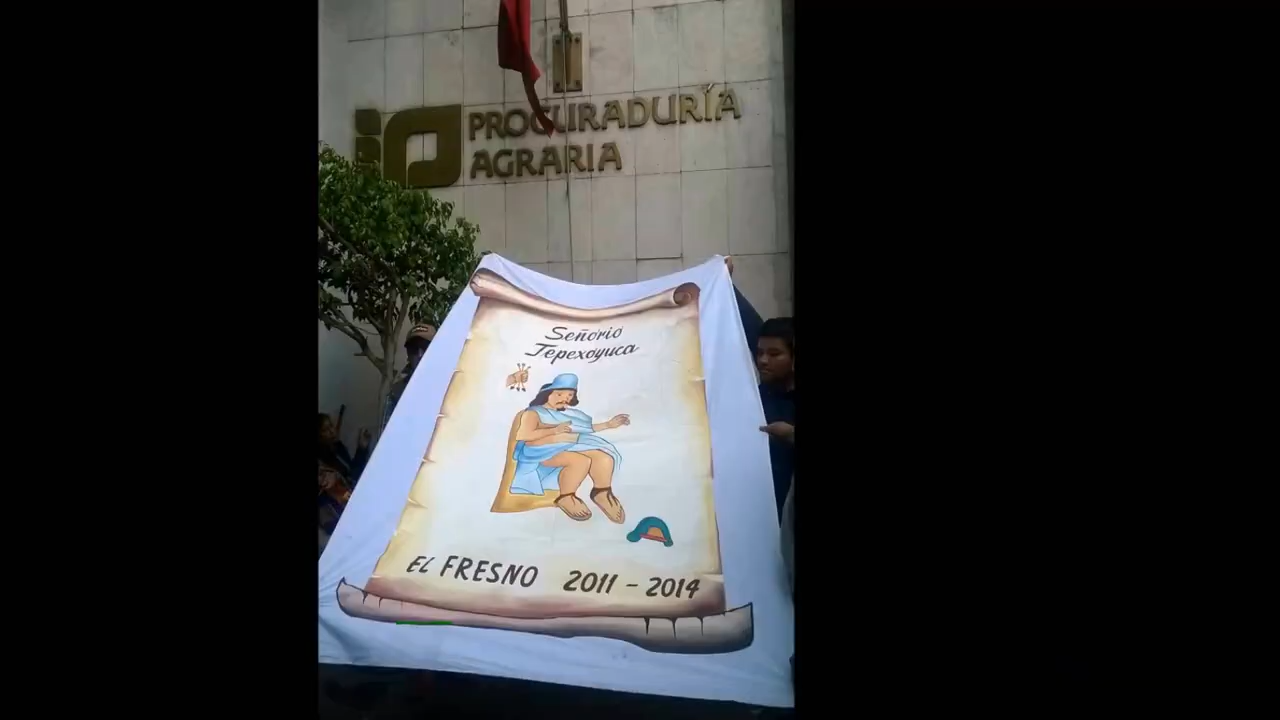 PROCURADURÍA
AGRARIA
Señorio
Tepexoyuca
EL FRESNO 2011 - 2014